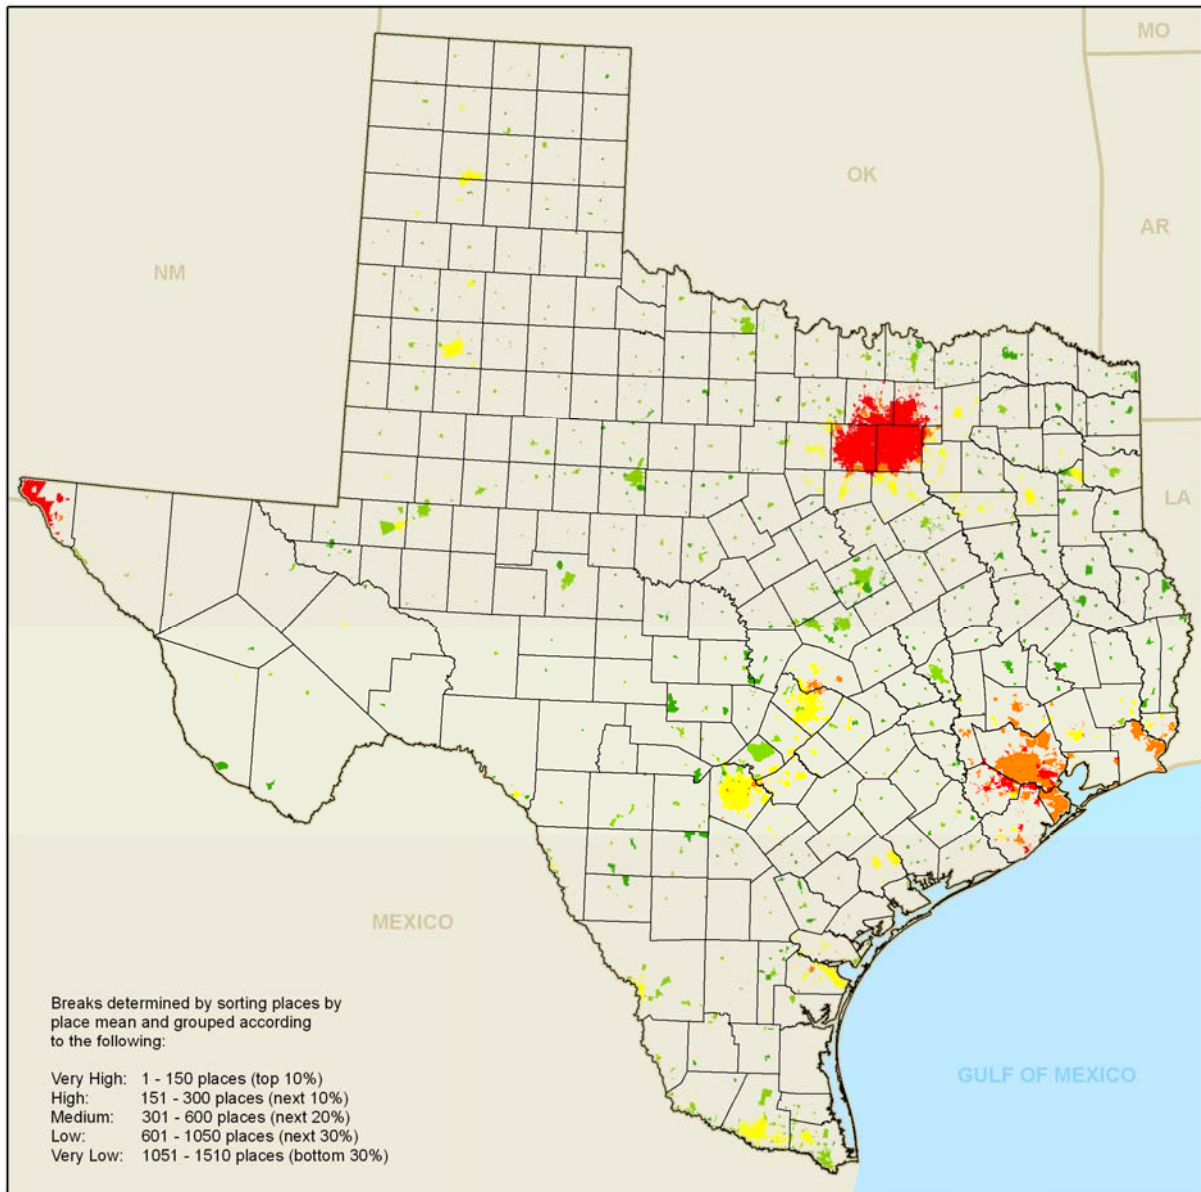 MO
OK
AR
NM
LA
MEXICO
Breaks determined by sorting places by
place mean and grouped according
to the following:
Very High: 1 - 150 places (top 10%)
High: 151 - 300 places (next 10%)
Medium: 301 - 600 places (next 20%)
Low: 601 - 1050 places (next 30%)
Very Low: 1051 - 1510 places (bottom 30%)
GULF OF MEXICO